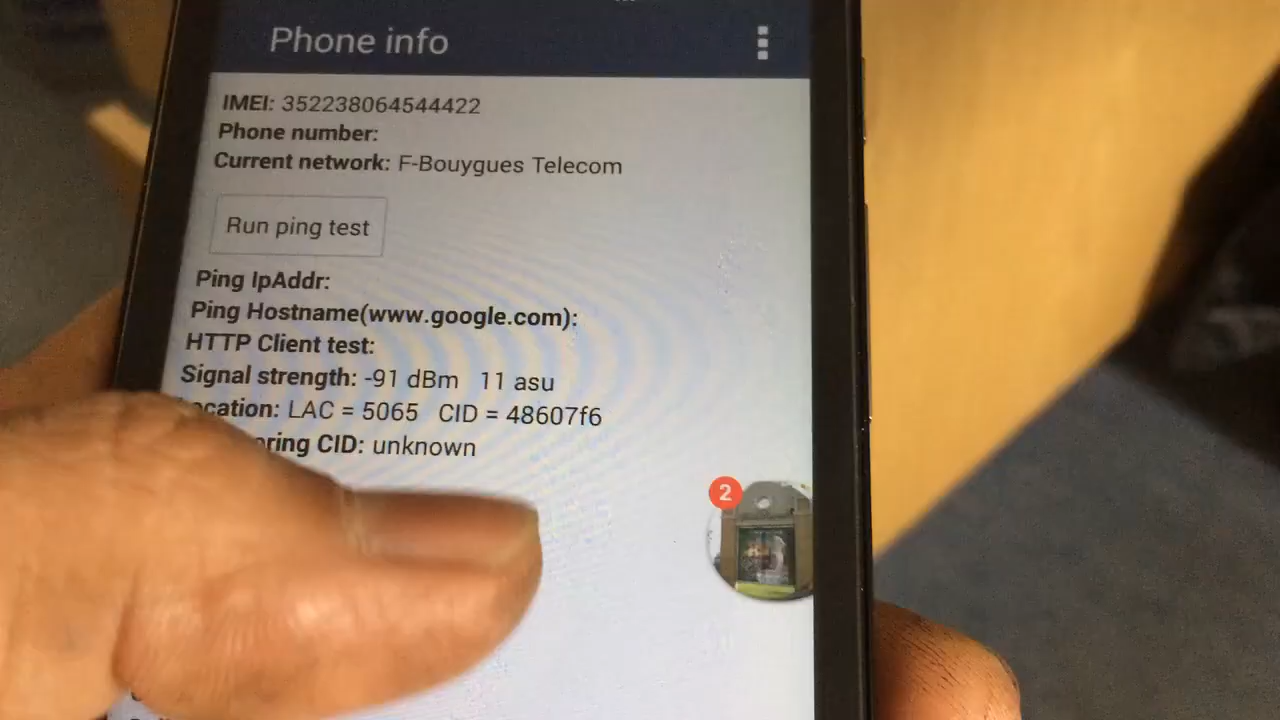 Phone info
IMEI: 352238064544422
Phone number:
Current network: F-Bouygues Telecom
Run ping test
Ping IpAddr:
Ping Hostname(www.google.com):
HTTP Client test:
Signal strength: -91 dBm 11 asu
ocation: LAC = 5065 CID = 48607f6
oring CID: unknown
2